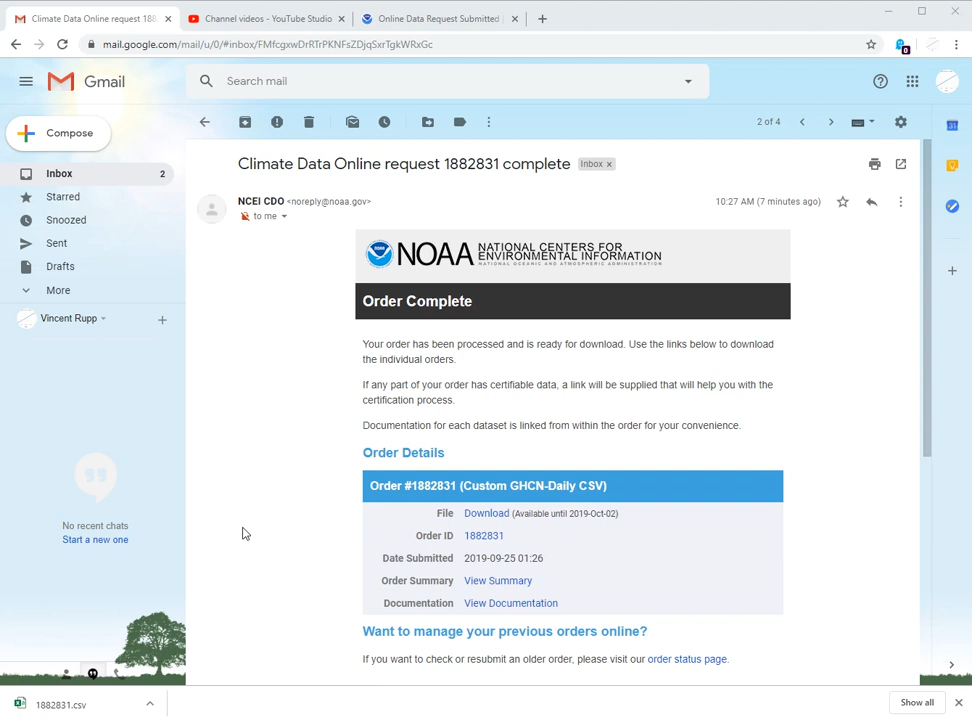 Climate Data Online request 188
Channel videos - YouTube Studio
Online Data Request Submitted
mail.google.com/mail/u/0/#inbox/FMfcgxwDrRTrPKNFsZDjqSxrTgkWRxGc
0
Gmail
Search mail
Compose
2 of 4
31
Inbox 2
Starred
Snoozed
Sent
Drafts
More
Vincent Rupp
No recent chats
Start a new one
Climate Data Online request 1882831 complete Inbox x
NCEI CDO <noreply@noaa.gov> 10:27 AM (7 minutes ago)
to me
NOAA NATIONAL CENTERS FOR
ENVIRONMENTAL INFORMATION
NATIONAL OCEANIC AND ATMOSPHERIC ADMINISTRATION
Order Complete
Your order has been processed and is ready for download. Use the links below to download
the individual orders.
If any part of your order has certifiable data, a link will be supplied that will help you with the
certification process.
Documentation for each dataset is linked from within the order for your convenience.
Order Details
Order #1882831 (Custom GHCN-Daily CSV)
File Download (Available until 2019-Oct-02)
Order ID 1882831
Date Submitted 2019-09-25 01:26
Order Summary View Summary
Documentation View Documentation
Want to manage your previous orders online?
If you want to check or resubmit an older order, please visit our order status page.
1882831.csv
Show all